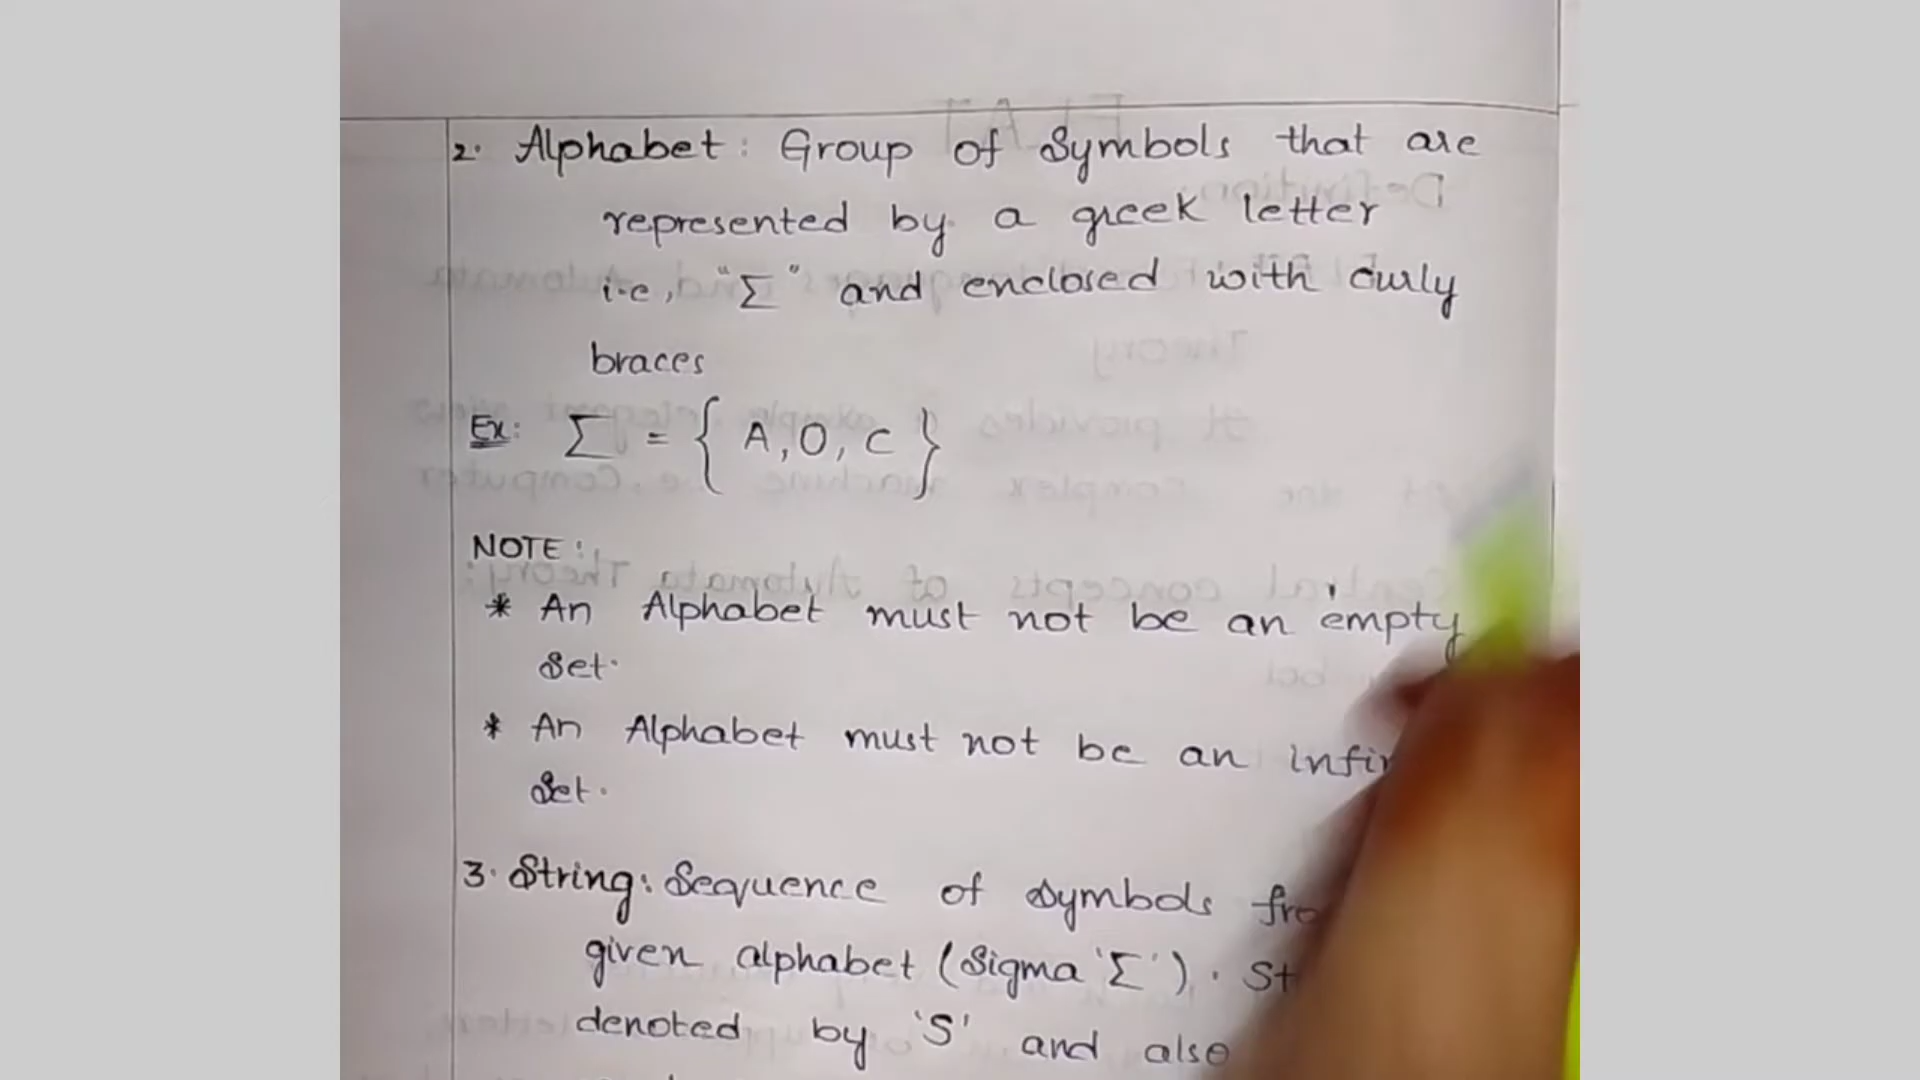 2. Alphabet: Group of Symbols that are
represented by a greek letter
i.e, "Σ" and enclosed with curly
braces
Ex: Σ = { A, O, C }
NOTE:
* An Alphabet must not be an empty
Set.
* An Alphabet must not be an
Set.
3. String: Sequence of Symbols
given alphabet (Sigma 'Σ').
denoted by 'S' and also